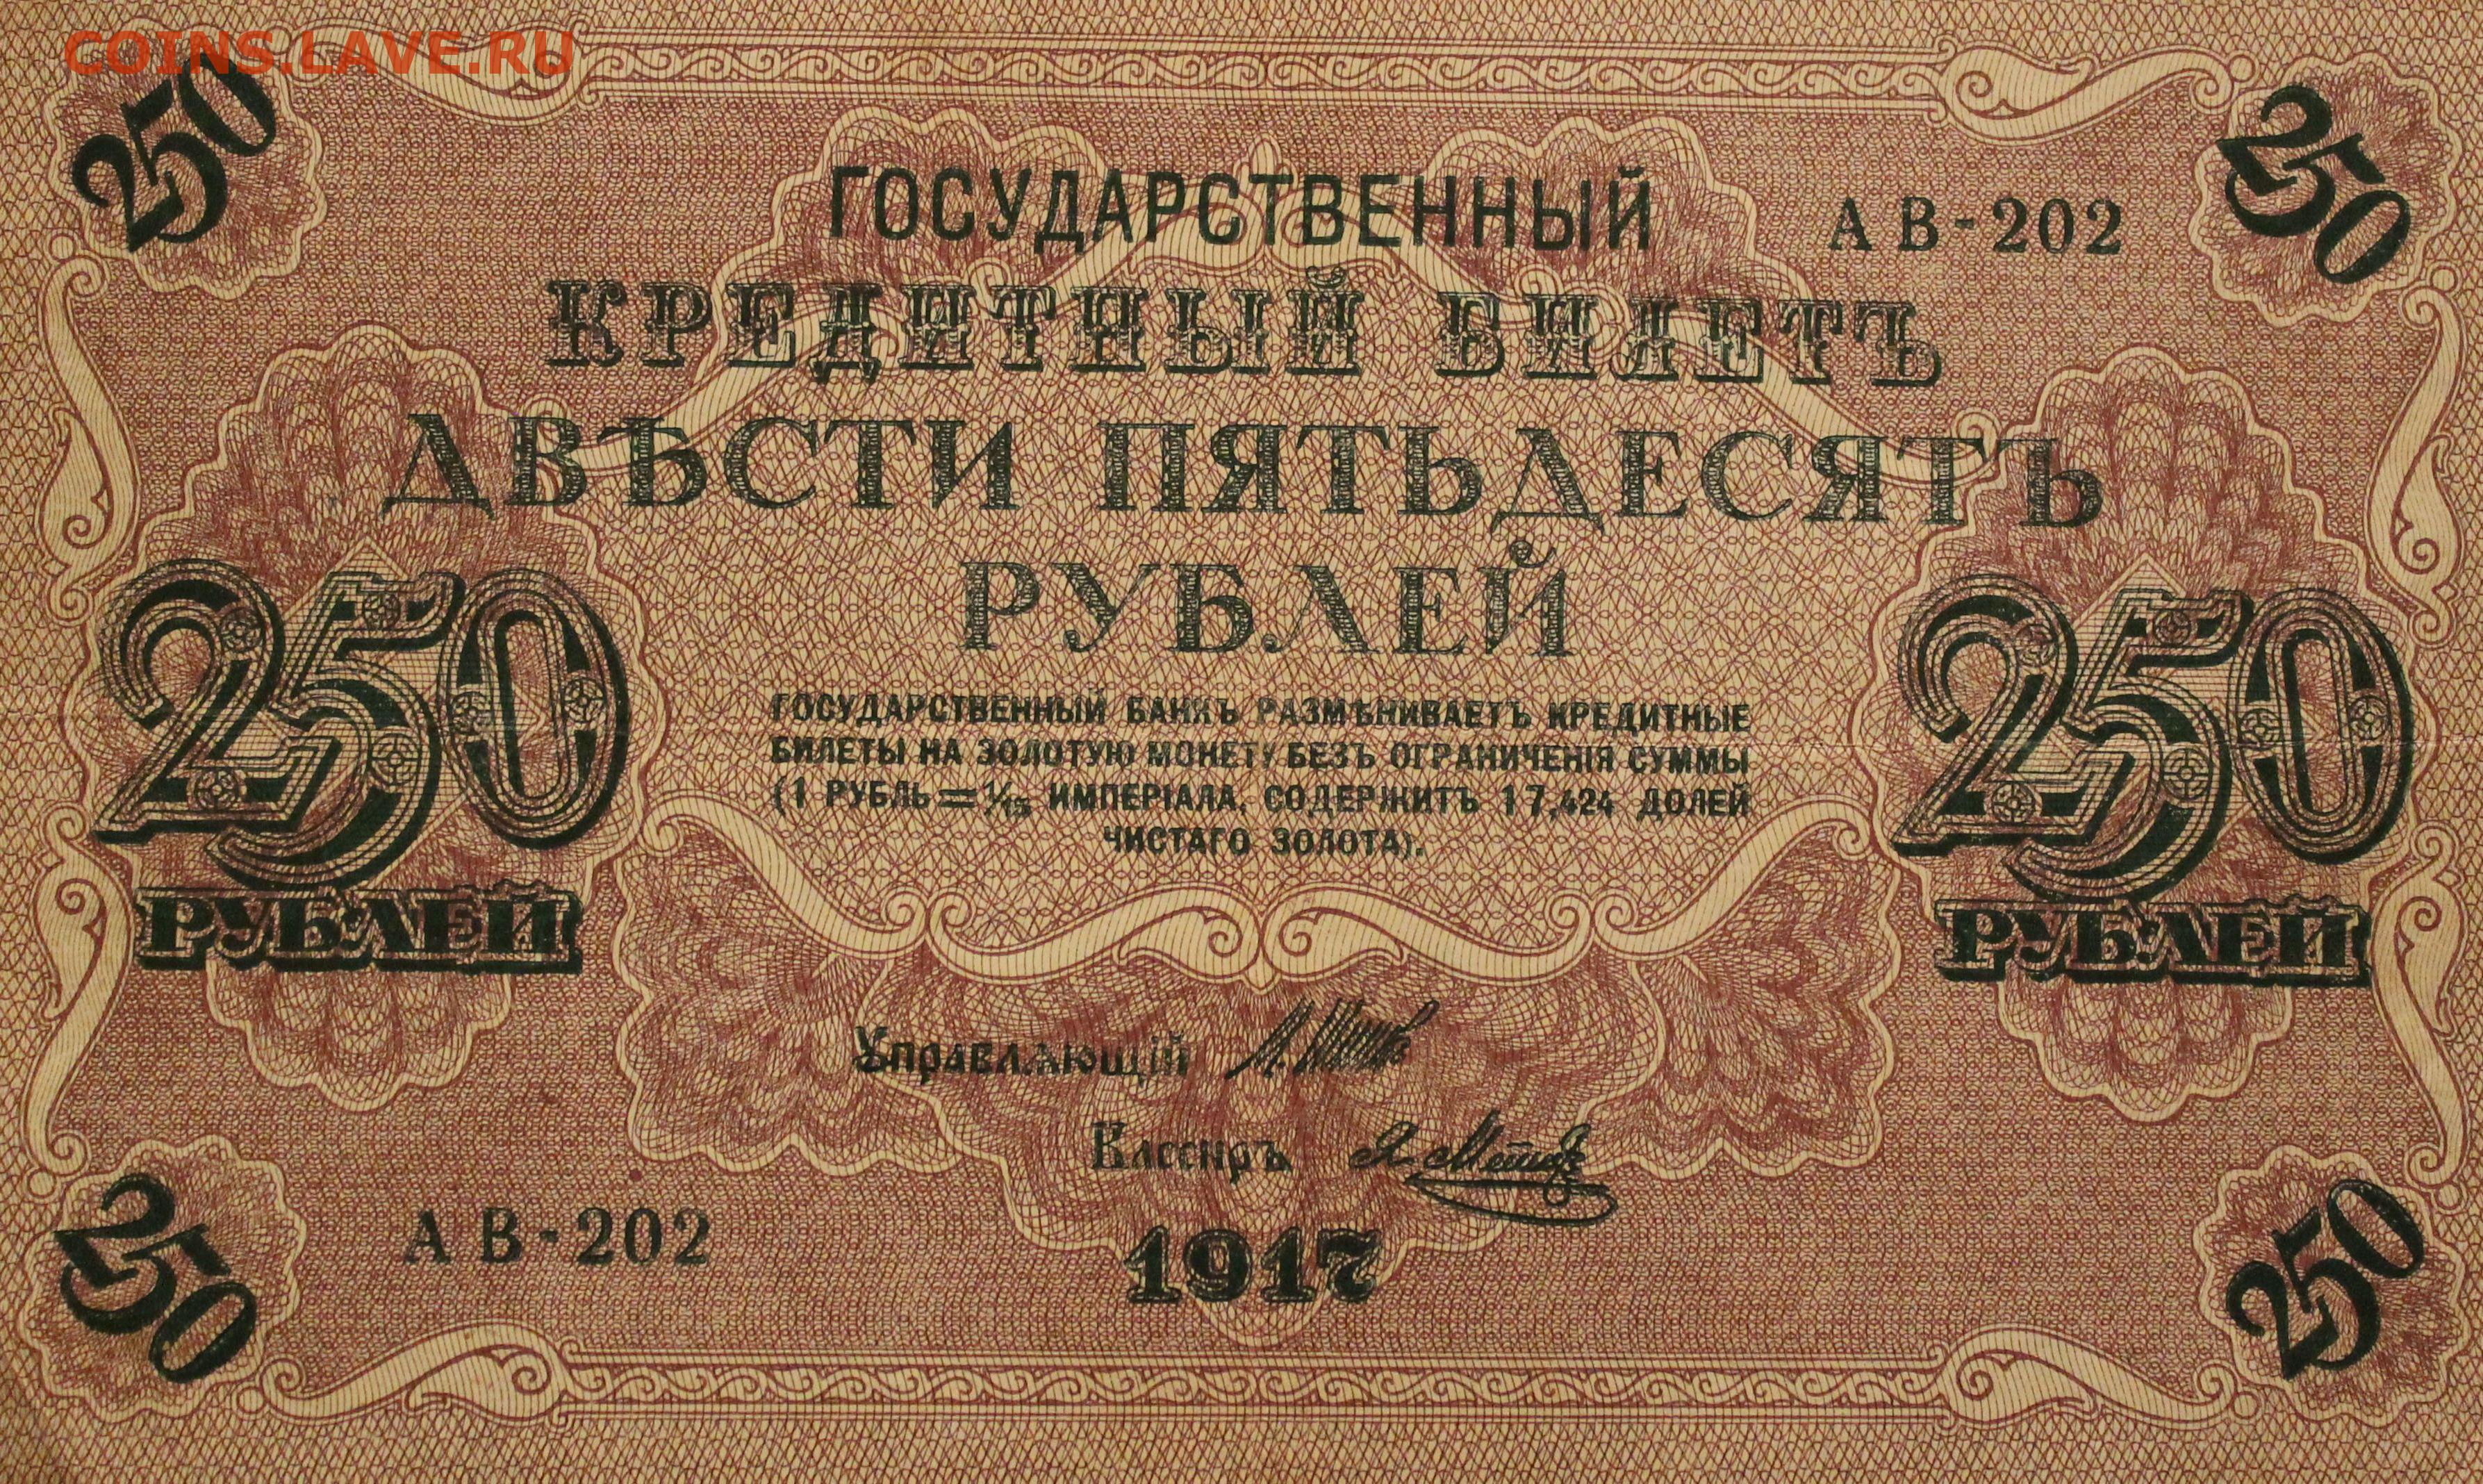 COINS.LAVE.RU
250
250
ГОСУДАРСТВЕННЫЙ
АВ-202
КРЕДИТНЫЙ БИЛЕТЪ
ДВѢСТИ ПЯТЬДЕСЯТЪ
РУБЛЕЙ
250
РУБЛЕЙ
ГОСУДАРСТВЕННЫЙ БАНКЪ РАЗМѢНИВАЕТЪ КРЕДИТНЫЕ
БИЛЕТЫ НА ЗОЛОТУЮ МОНЕТУ БЕЗЪ ОГРАНИЧЕНІЯ СУММЫ
(1 РУБЛЬ = 1/15 ИМПЕРІАЛА, СОДЕРЖИТЪ 17,424 ДОЛЕЙ
ЧИСТАГО ЗОЛОТА).
250
РУБЛЕЙ
Управляющій
Кассиръ
АВ-202
1917
250
250